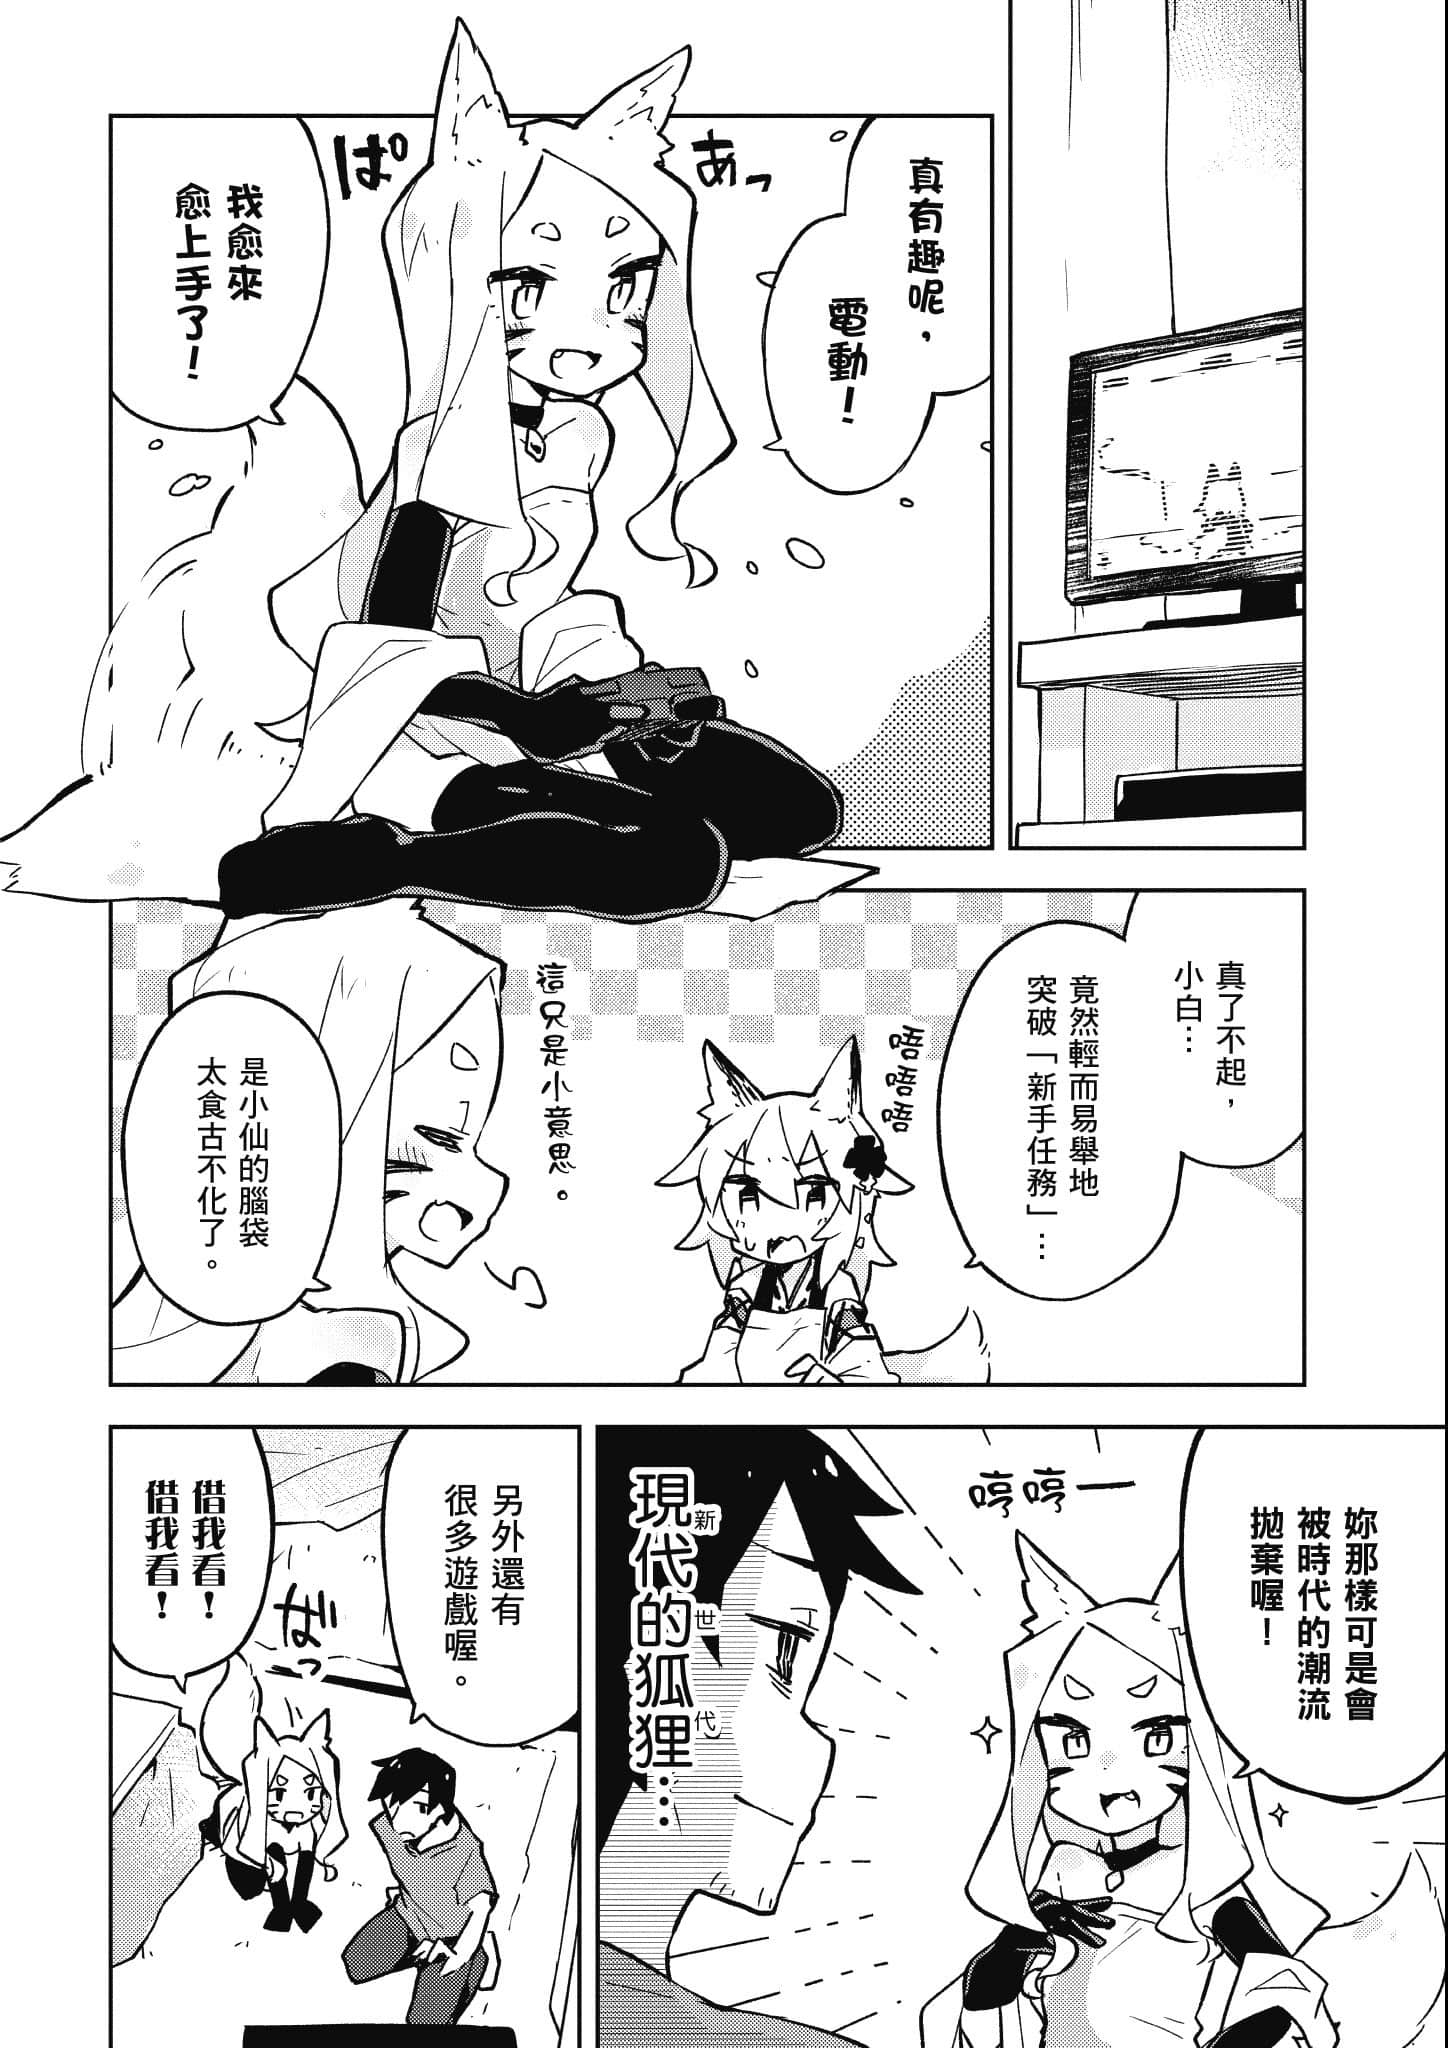 真有趣呢，
電動！
あっ
ぱ
我愈來
愈上手了！
真了不起，
小白…
竟然輕而易舉地
突破「新手任務」…
唔唔唔
這只是小意思。
是小仙的腦袋
太食古不化了。
妳那樣可是會
被時代的潮流
拋棄喔！
哼哼—
現代的狐狸……
新世代
另外還有
很多遊戲喔。
ばっ
借我看！
借我看！